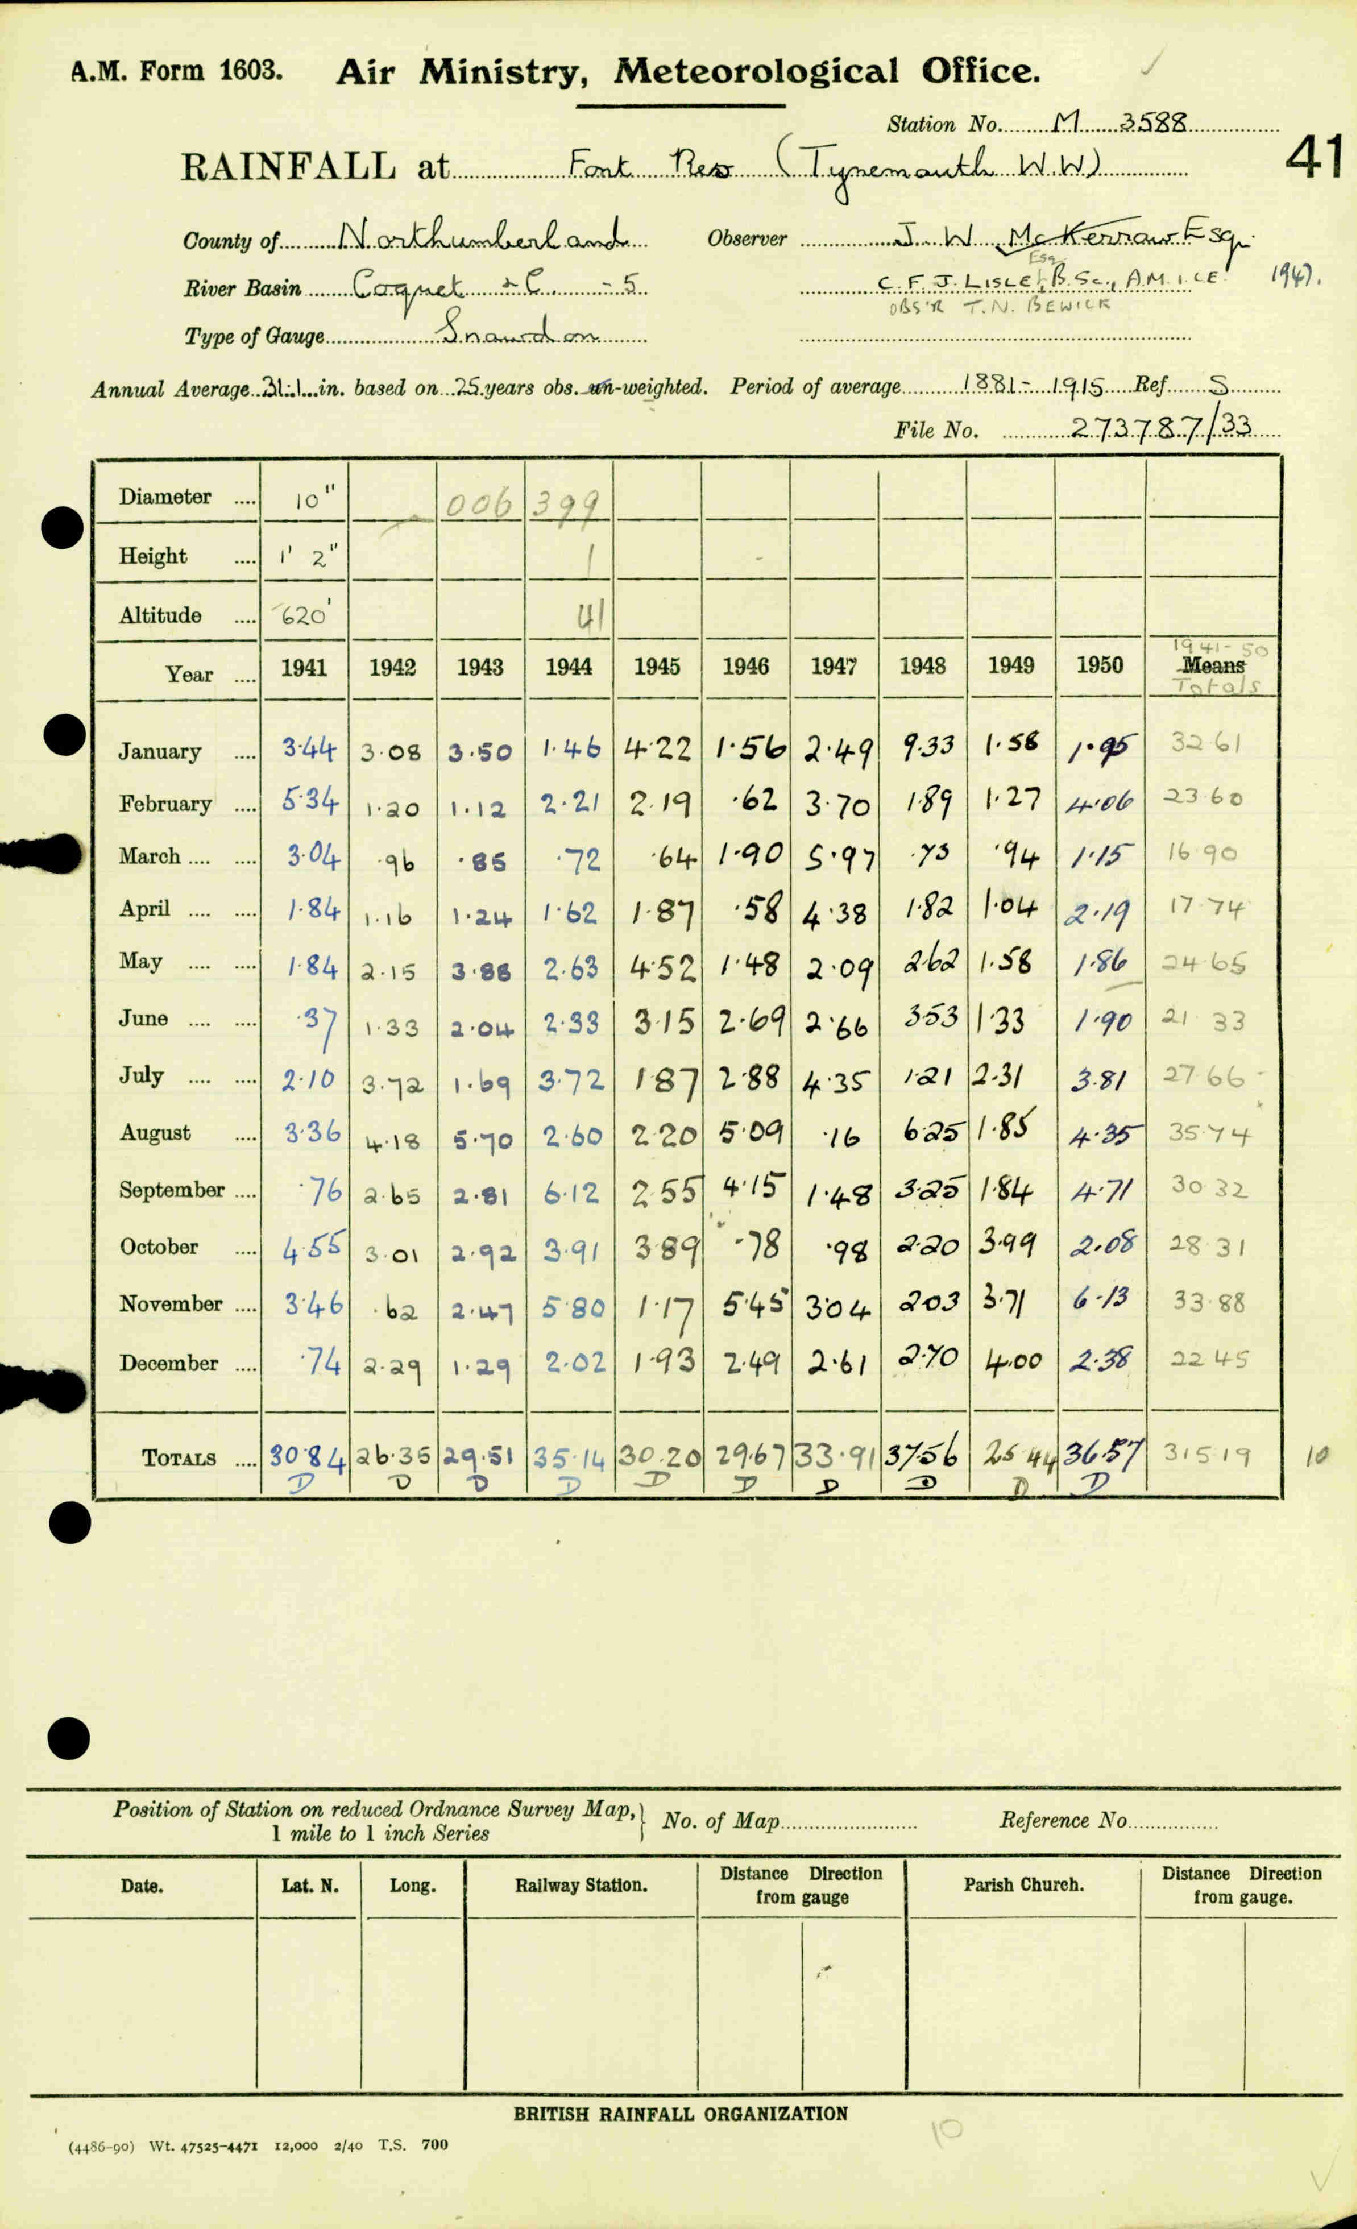 A.M. Form 1603. Air Ministry, Meteorological Office.
Station No. M 3588
41
RAINFALL at Font Res (Tynemouth W.W)
County of Northumberland Observer J. W. McKerrow Esq.
River Basin Coquet &C. - 5 C. F. J. LISLE Esq, B.Sc., A.M.I.C.E. 1947.
OBS'R T.N. BEWICK
Type of Gauge Snowdon
Annual Average 31.1 in. based on 25 years obs. un-weighted. Period of average 1881 - 1915 Ref S
File No. 273787/33
Diameter .... 10" 006 399
Height .... 1' 2" 1
Altitude .... 620' 41
Year .... 1941 1942 1943 1944 1945 1946 1947 1948 1949 1950 1941-50 Means Totals
January .... 3.44 3.08 3.50 1.46 4.22 1.56 2.49 9.33 1.58 1.95 32 61
February .... 5.34 1.20 1.12 2.21 2.19 .62 3.70 1.89 1.27 4.06 23 60
March .... .... 3.04 .96 .85 .72 .64 1.90 5.97 .73 .94 1.15 16 90
April .... .... 1.84 1.16 1.24 1.62 1.87 .58 4.38 1.82 1.04 2.19 17.74
May .... .... 1.84 2.15 3.88 2.63 4.52 1.48 2.09 2.62 1.58 1.86 24 65
June .... .... .37 1.33 2.04 2.33 3.15 2.69 2.66 3.53 1.33 1.90 21 33
July .... .... 2.10 3.72 1.69 3.72 1.87 2.88 4.35 1.21 2.31 3.81 27 66
August .... 3.36 4.18 5.70 2.60 2.20 5.09 .16 6.25 1.85 4.35 35.74
September .... .76 2.65 2.81 6.12 2.55 4.15 1.48 3.25 1.84 4.71 30 32
October .... 4.55 3.01 2.92 3.91 3.89 .78 .98 2.20 3.99 2.08 28.31
November .... 3.46 .62 2.47 5.80 1.17 5.45 3.04 2.03 3.71 6.13 33.88
December .... .74 2.29 1.29 2.02 1.93 2.49 2.61 2.70 4.00 2.38 22 45
TOTALS .... 30.84 26.35 29.51 35.14 30.20 29.67 33.91 37.56 25.44 36.57 315.19 10
D D D D D D D D D D
Position of Station on reduced Ordnance Survey Map, } No. of Map Reference No.
1 mile to 1 inch Series
Date. Lat. N. Long. Railway Station. Distance Direction from gauge Parish Church. Distance Direction from gauge.
BRITISH RAINFALL ORGANIZATION
10
(4486-90) Wt. 47525-4471 12,000 2/40 T.S. 700